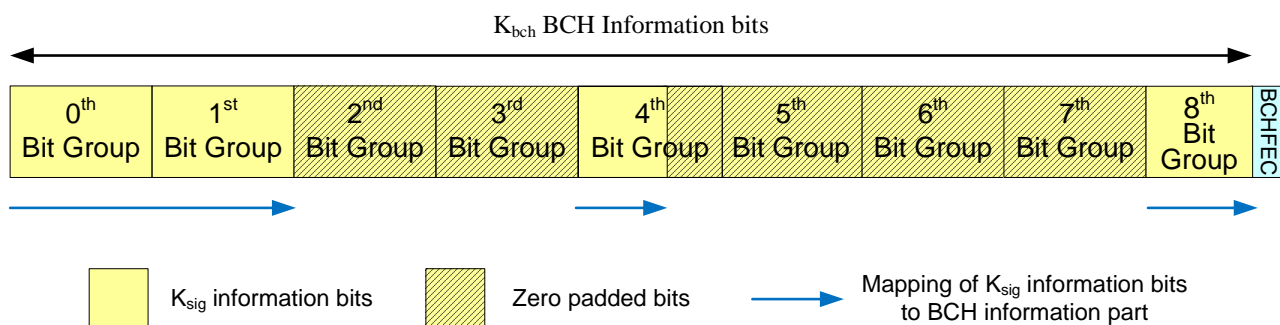 K_bch BCH Information bits
0th
Bit Group
1st
Bit Group
2nd
Bit Group
3rd
Bit Group
4th
Bit Group
5th
Bit Group
6th
Bit Group
7th
Bit Group
8th
Bit
Group
BCHFEC
K_sig information bits
Zero padded bits
Mapping of K_sig information bits
to BCH information part